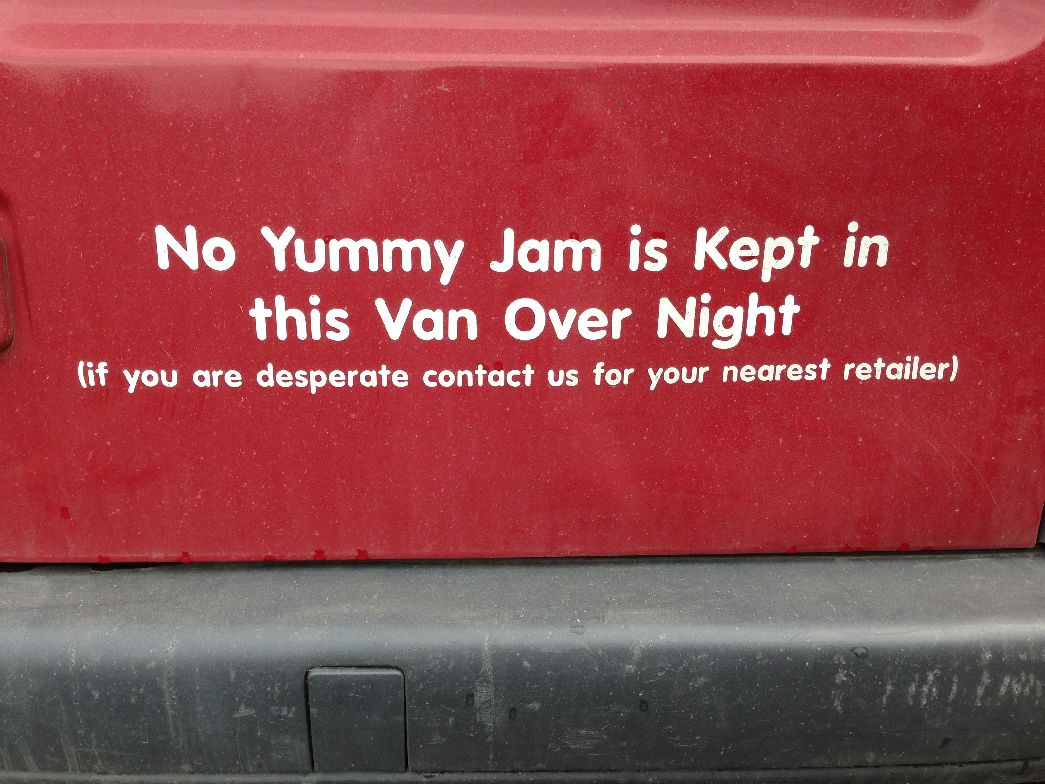 No Yummy Jam is Kept in
this Van Over Night
(if you are desperate contact us for your nearest retailer)